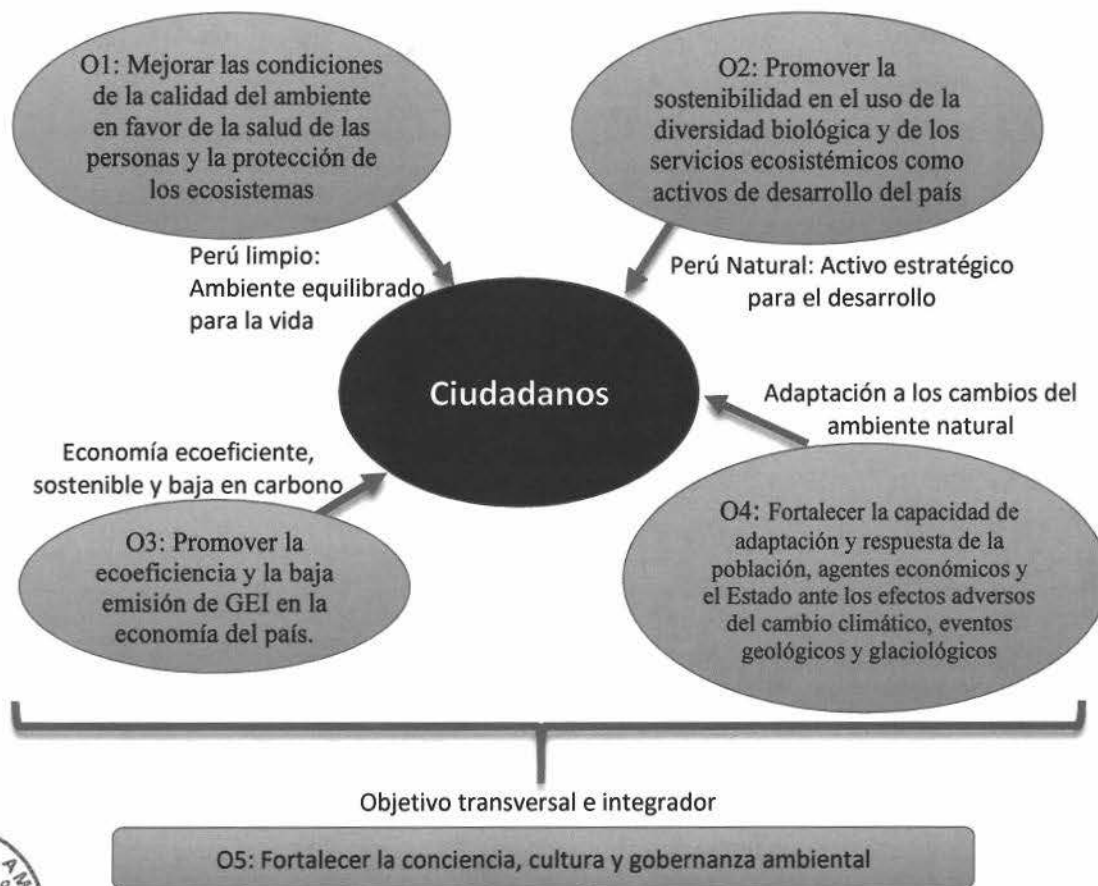 O1: Mejorar las condiciones
de la calidad del ambiente
en favor de la salud de las
personas y la protección de
los ecosistemas
O2: Promover la
sostenibilidad en el uso de la
diversidad biológica y de los
servicios ecosistémicos como
activos de desarrollo del país
Perú limpio:
Ambiente equilibrado
para la vida
Perú Natural: Activo estratégico
para el desarrollo
Ciudadanos
Economía ecoeficiente,
sostenible y baja en carbono
Adaptación a los cambios del
ambiente natural
O3: Promover la
ecoeficiencia y la baja
emisión de GEI en la
economía del país.
O4: Fortalecer la capacidad de
adaptación y respuesta de la
población, agentes económicos y
el Estado ante los efectos adversos
del cambio climático, eventos
geológicos y glaciológicos
Objetivo transversal e integrador
O5: Fortalecer la conciencia, cultura y gobernanza ambiental